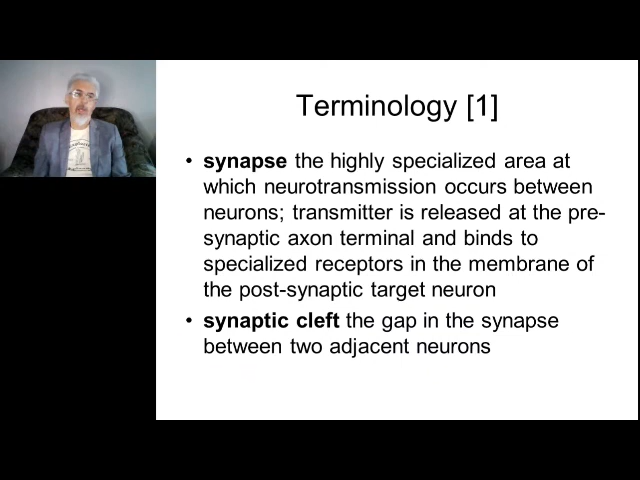 Terminology [1]
• synapse the highly specialized area at
which neurotransmission occurs between
neurons; transmitter is released at the pre-
synaptic axon terminal and binds to
specialized receptors in the membrane of
the post-synaptic target neuron
• synaptic cleft the gap in the synapse
between two adjacent neurons